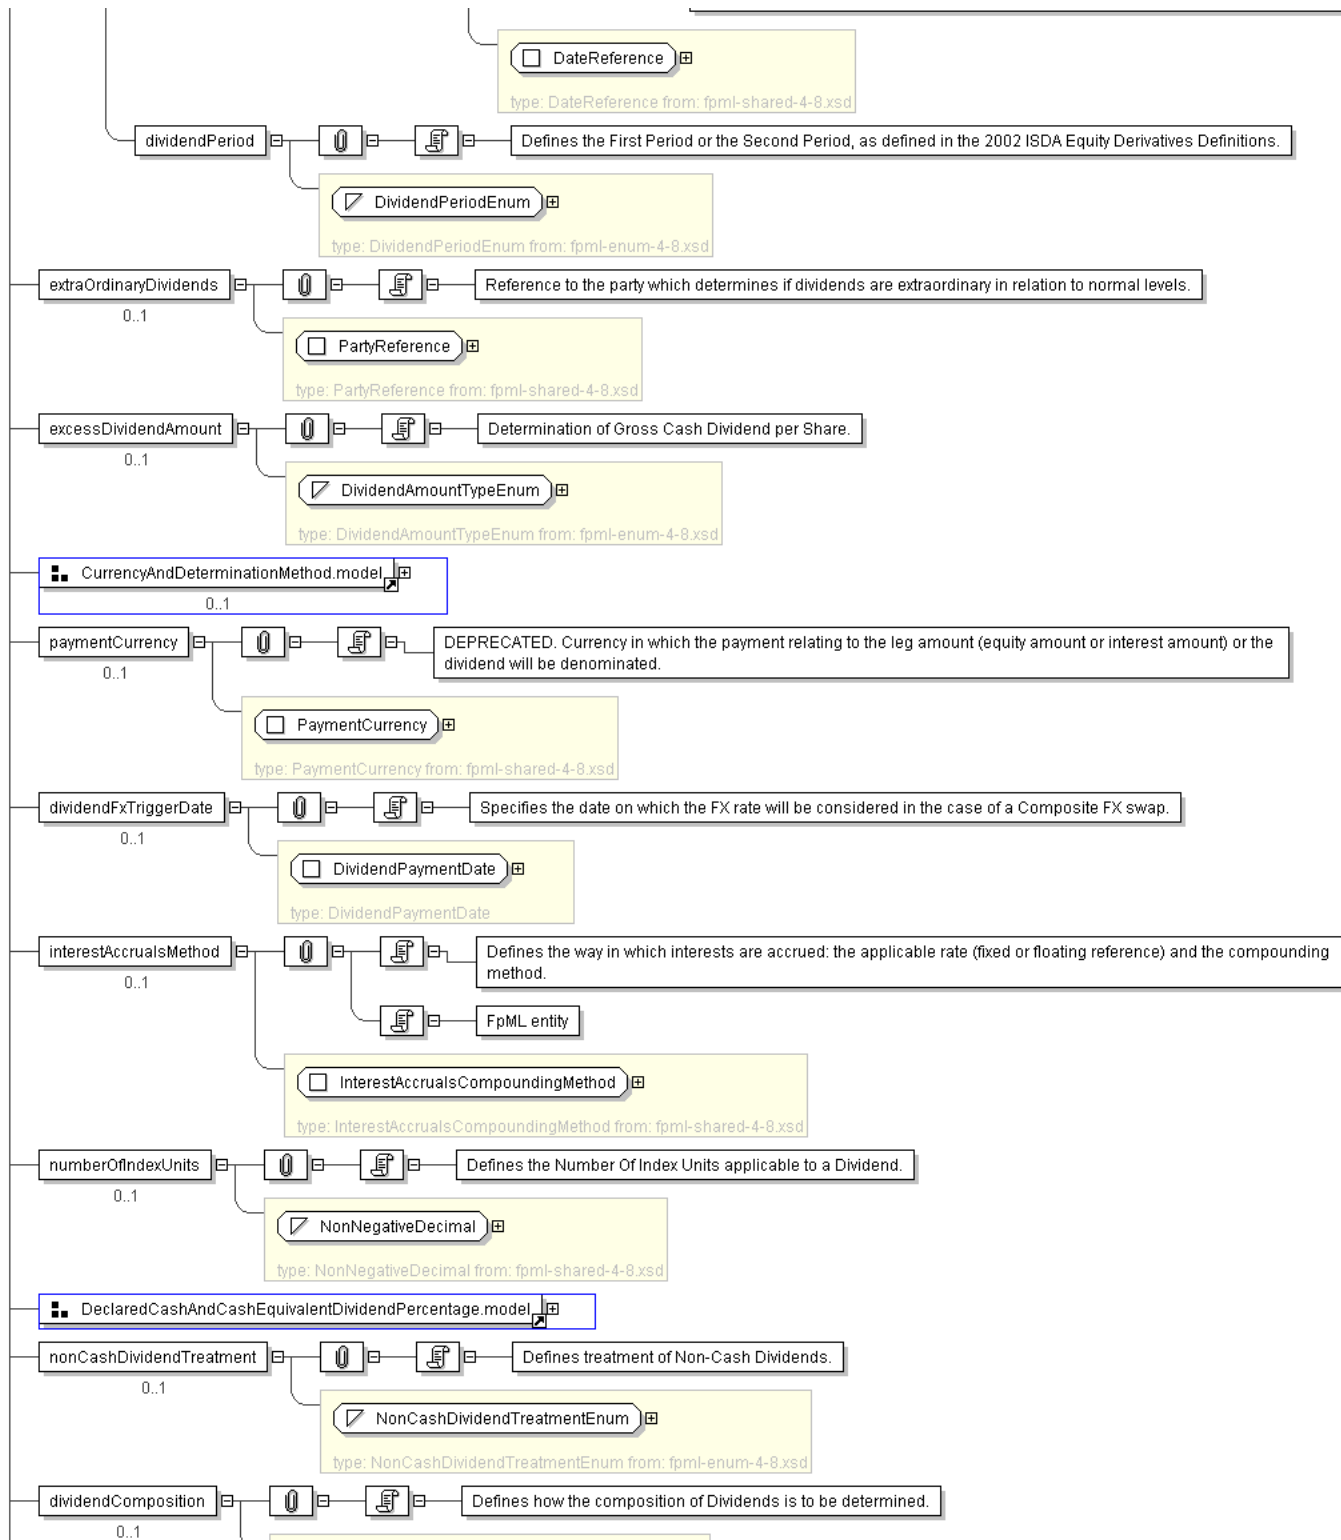 DateReference
type: DateReference from: fpml-shared-4-8.xsd
dividendPeriod
Defines the First Period or the Second Period, as defined in the 2002 ISDA Equity Derivatives Definitions.
DividendPeriodEnum
type: DividendPeriodEnum from: fpml-enum-4-8.xsd
extraOrdinaryDividends
Reference to the party which determines if dividends are extraordinary in relation to normal levels.
0..1
PartyReference
type: PartyReference from: fpml-shared-4-8.xsd
excessDividendAmount
Determination of Gross Cash Dividend per Share.
0..1
DividendAmountTypeEnum
type: DividendAmountTypeEnum from: fpml-enum-4-8.xsd
CurrencyAndDeterminationMethod.model
0..1
paymentCurrency
DEPRECATED. Currency in which the payment relating to the leg amount (equity amount or interest amount) or the
dividend will be denominated.
0..1
PaymentCurrency
type: PaymentCurrency from: fpml-shared-4-8.xsd
dividendFxTriggerDate
Specifies the date on which the FX rate will be considered in the case of a Composite FX swap.
0..1
DividendPaymentDate
type: DividendPaymentDate
interestAccrualsMethod
Defines the way in which interests are accrued: the applicable rate (fixed or floating reference) and the compounding
method.
0..1
FpML entity
InterestAccrualsCompoundingMethod
type: InterestAccrualsCompoundingMethod from: fpml-shared-4-8.xsd
numberOfIndexUnits
Defines the Number Of Index Units applicable to a Dividend.
0..1
NonNegativeDecimal
type: NonNegativeDecimal from: fpml-shared-4-8.xsd
DeclaredCashAndCashEquivalentDividendPercentage.model
nonCashDividendTreatment
Defines treatment of Non-Cash Dividends.
0..1
NonCashDividendTreatmentEnum
type: NonCashDividendTreatmentEnum from: fpml-enum-4-8.xsd
dividendComposition
Defines how the composition of Dividends is to be determined.
0..1